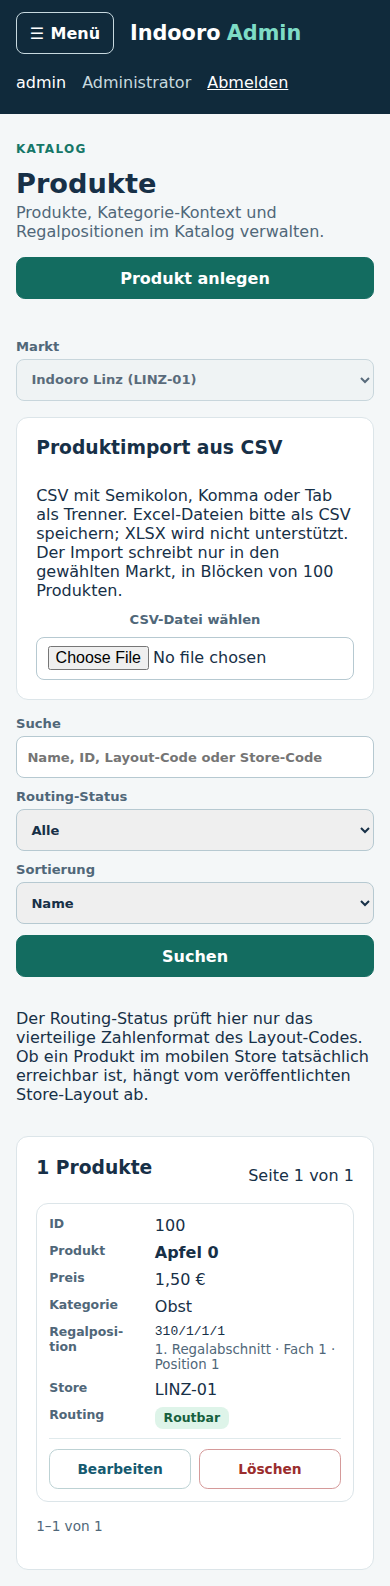 ☰ Menü
Indooro Admin
admin Administrator Abmelden
KATALOG
Produkte
Produkte, Kategorie-Kontext und
Regalpositionen im Katalog verwalten.
Produkt anlegen
Markt
Indooro Linz (LINZ-01)
Produktimport aus CSV
CSV mit Semikolon, Komma oder Tab
als Trenner. Excel-Dateien bitte als CSV
speichern; XLSX wird nicht unterstützt.
Der Import schreibt nur in den
gewählten Markt, in Blöcken von 100
Produkten.
CSV-Datei wählen
Choose File No file chosen
Suche
Name, ID, Layout-Code oder Store-Code
Routing-Status
Alle
Sortierung
Name
Suchen
Der Routing-Status prüft hier nur das
vierteilige Zahlenformat des Layout-Codes.
Ob ein Produkt im mobilen Store tatsächlich
erreichbar ist, hängt vom veröffentlichten
Store-Layout ab.
1 Produkte
Seite 1 von 1
ID 100
Produkt Apfel 0
Preis 1,50 €
Kategorie Obst
Regalposi-
tion
310/1/1/1
1. Regalabschnitt · Fach 1 ·
Position 1
Store LINZ-01
Routing Routbar
Bearbeiten Löschen
1–1 von 1